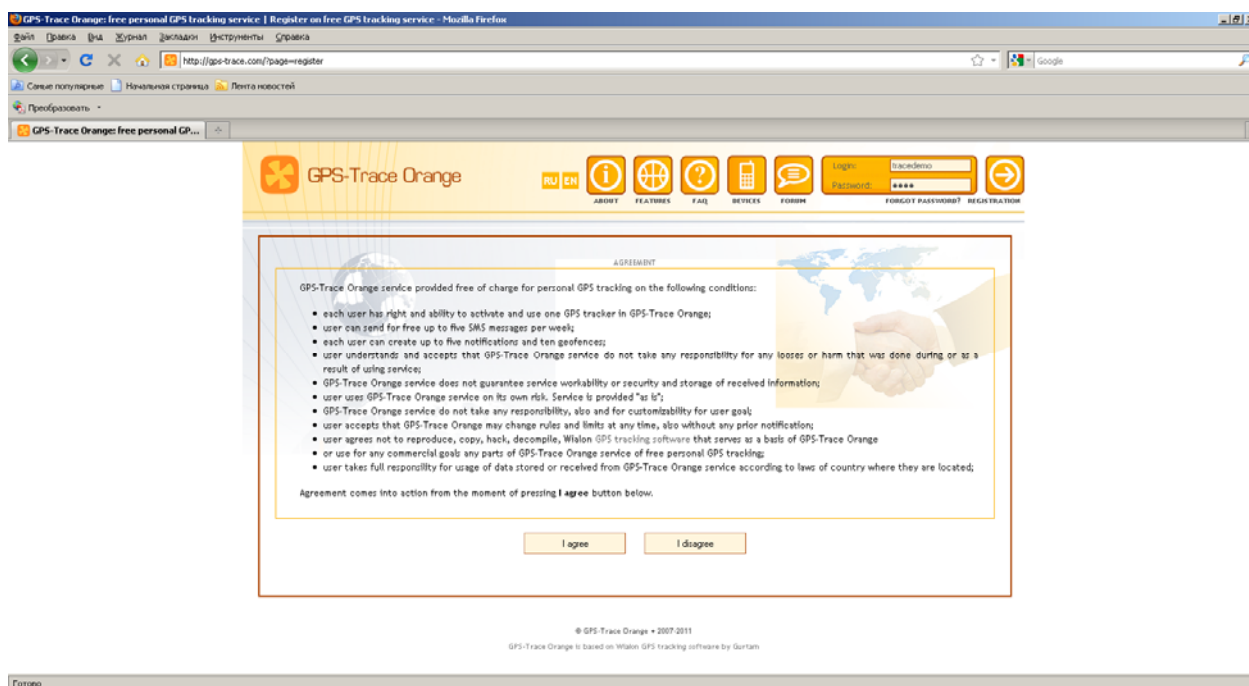 GPS-Trace Orange: free personal GPS tracking service | Register on free GPS tracking service - Mozilla Firefox
Файл Правка Вид Журнал Закладки Инструменты Справка
http://gps-trace.com/?page=register
Google
Самые популярные Начальная страница Лента новостей
Преобразовать
GPS-Trace Orange: free personal GP...
GPS-Trace Orange
RU EN
Login: tracedemo
Password: ••••
ABOUT FEATURES FAQ DEVICES FORUM FORGOT PASSWORD? REGISTRATION
AGREEMENT
GPS-Trace Orange service provided free of charge for personal GPS tracking on the following conditions:
• each user has right and ability to activate and use one GPS tracker in GPS-Trace Orange;
• user can send for free up to five SMS messages per week;
• each user can create up to five notifications and ten geofences;
• user understands and accepts that GPS-Trace Orange service do not take any responsibility for any looses or harm that was done during or as a
result of using service;
• GPS-Trace Orange service does not guarantee service workability or security and storage of received information;
• user uses GPS-Trace Orange service on its own risk. Service is provided "as is";
• GPS-Trace Orange service do not take any responsibility, also and for customizability for user goal;
• user accepts that GPS-Trace Orange may change rules and limits at any time, also without any prior notification;
• user agrees not to reproduce, copy, hack, decompile, Wialon GPS tracking software that serves as a basis of GPS-Trace Orange
• or use for any commercial goals any parts of GPS-Trace Orange service of free personal GPS tracking;
• user takes full responsility for usage of data stored or received from GPS-Trace Orange service according to laws of country where they are located;
Agreement comes into action from the moment of pressing I agree button below.
I agree I disagree
© GPS-Trace Orange • 2007-2011
GPS-Trace Orange is based on Wialon GPS tracking software by Gurtam
Готово